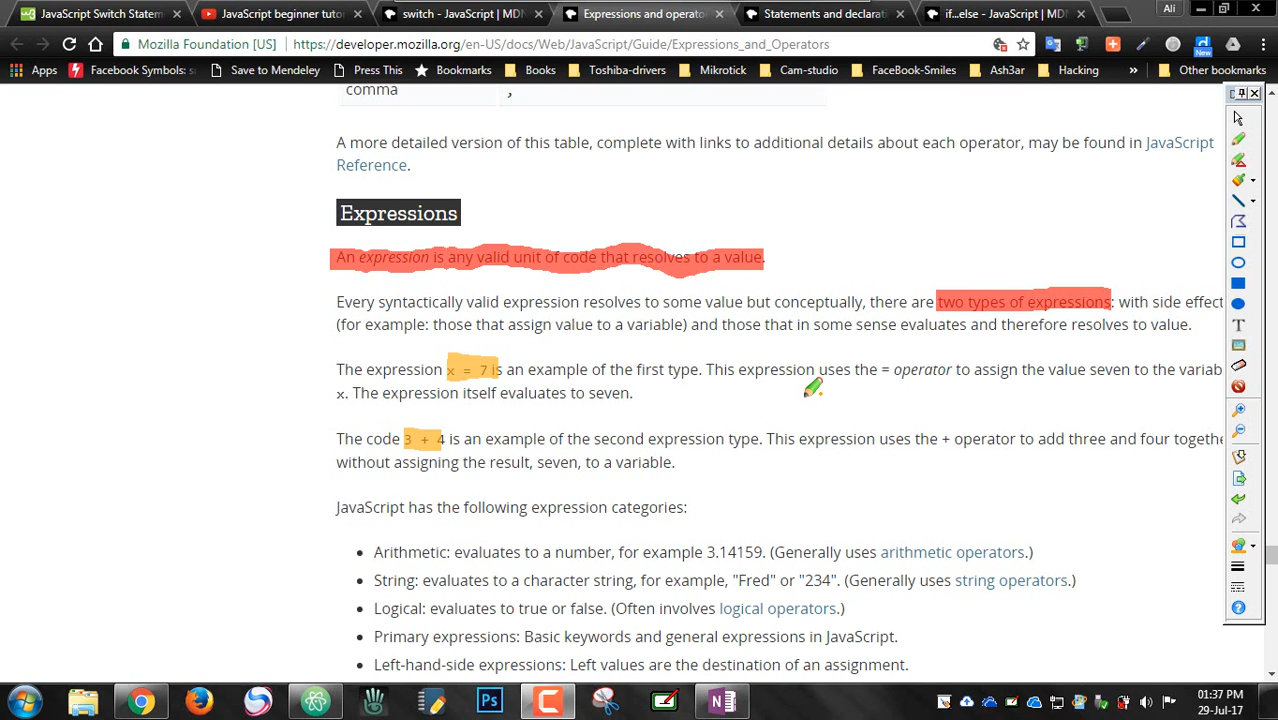 JavaScript Switch Statem
JavaScript beginner tutor
switch - JavaScript | MDN
Expressions and operato
Statements and declarati
if...else - JavaScript | MD
Ali
Mozilla Foundation [US]
https://developer.mozilla.org/en-US/docs/Web/JavaScript/Guide/Expressions_and_Operators
New
Apps
Facebook Symbols: s
Save to Mendeley
Press This
Bookmarks
Books
Toshiba-drivers
Mikrotick
Cam-studio
FaceBook-Smiles
Ash3ar
Hacking
»
Other bookmarks
comma ,
A more detailed version of this table, complete with links to additional details about each operator, may be found in JavaScript
Reference.
Expressions
An expression is any valid unit of code that resolves to a value.
Every syntactically valid expression resolves to some value but conceptually, there are two types of expressions: with side effect
(for example: those that assign value to a variable) and those that in some sense evaluates and therefore resolves to value.
The expression x = 7 is an example of the first type. This expression uses the = operator to assign the value seven to the variab
x. The expression itself evaluates to seven.
The code 3 + 4 is an example of the second expression type. This expression uses the + operator to add three and four togethe
without assigning the result, seven, to a variable.
JavaScript has the following expression categories:
• Arithmetic: evaluates to a number, for example 3.14159. (Generally uses arithmetic operators.)
• String: evaluates to a character string, for example, "Fred" or "234". (Generally uses string operators.)
• Logical: evaluates to true or false. (Often involves logical operators.)
• Primary expressions: Basic keywords and general expressions in JavaScript.
• Left-hand-side expressions: Left values are the destination of an assignment.
T
?
Ps
C
N
01:37 PM
29-Jul-17